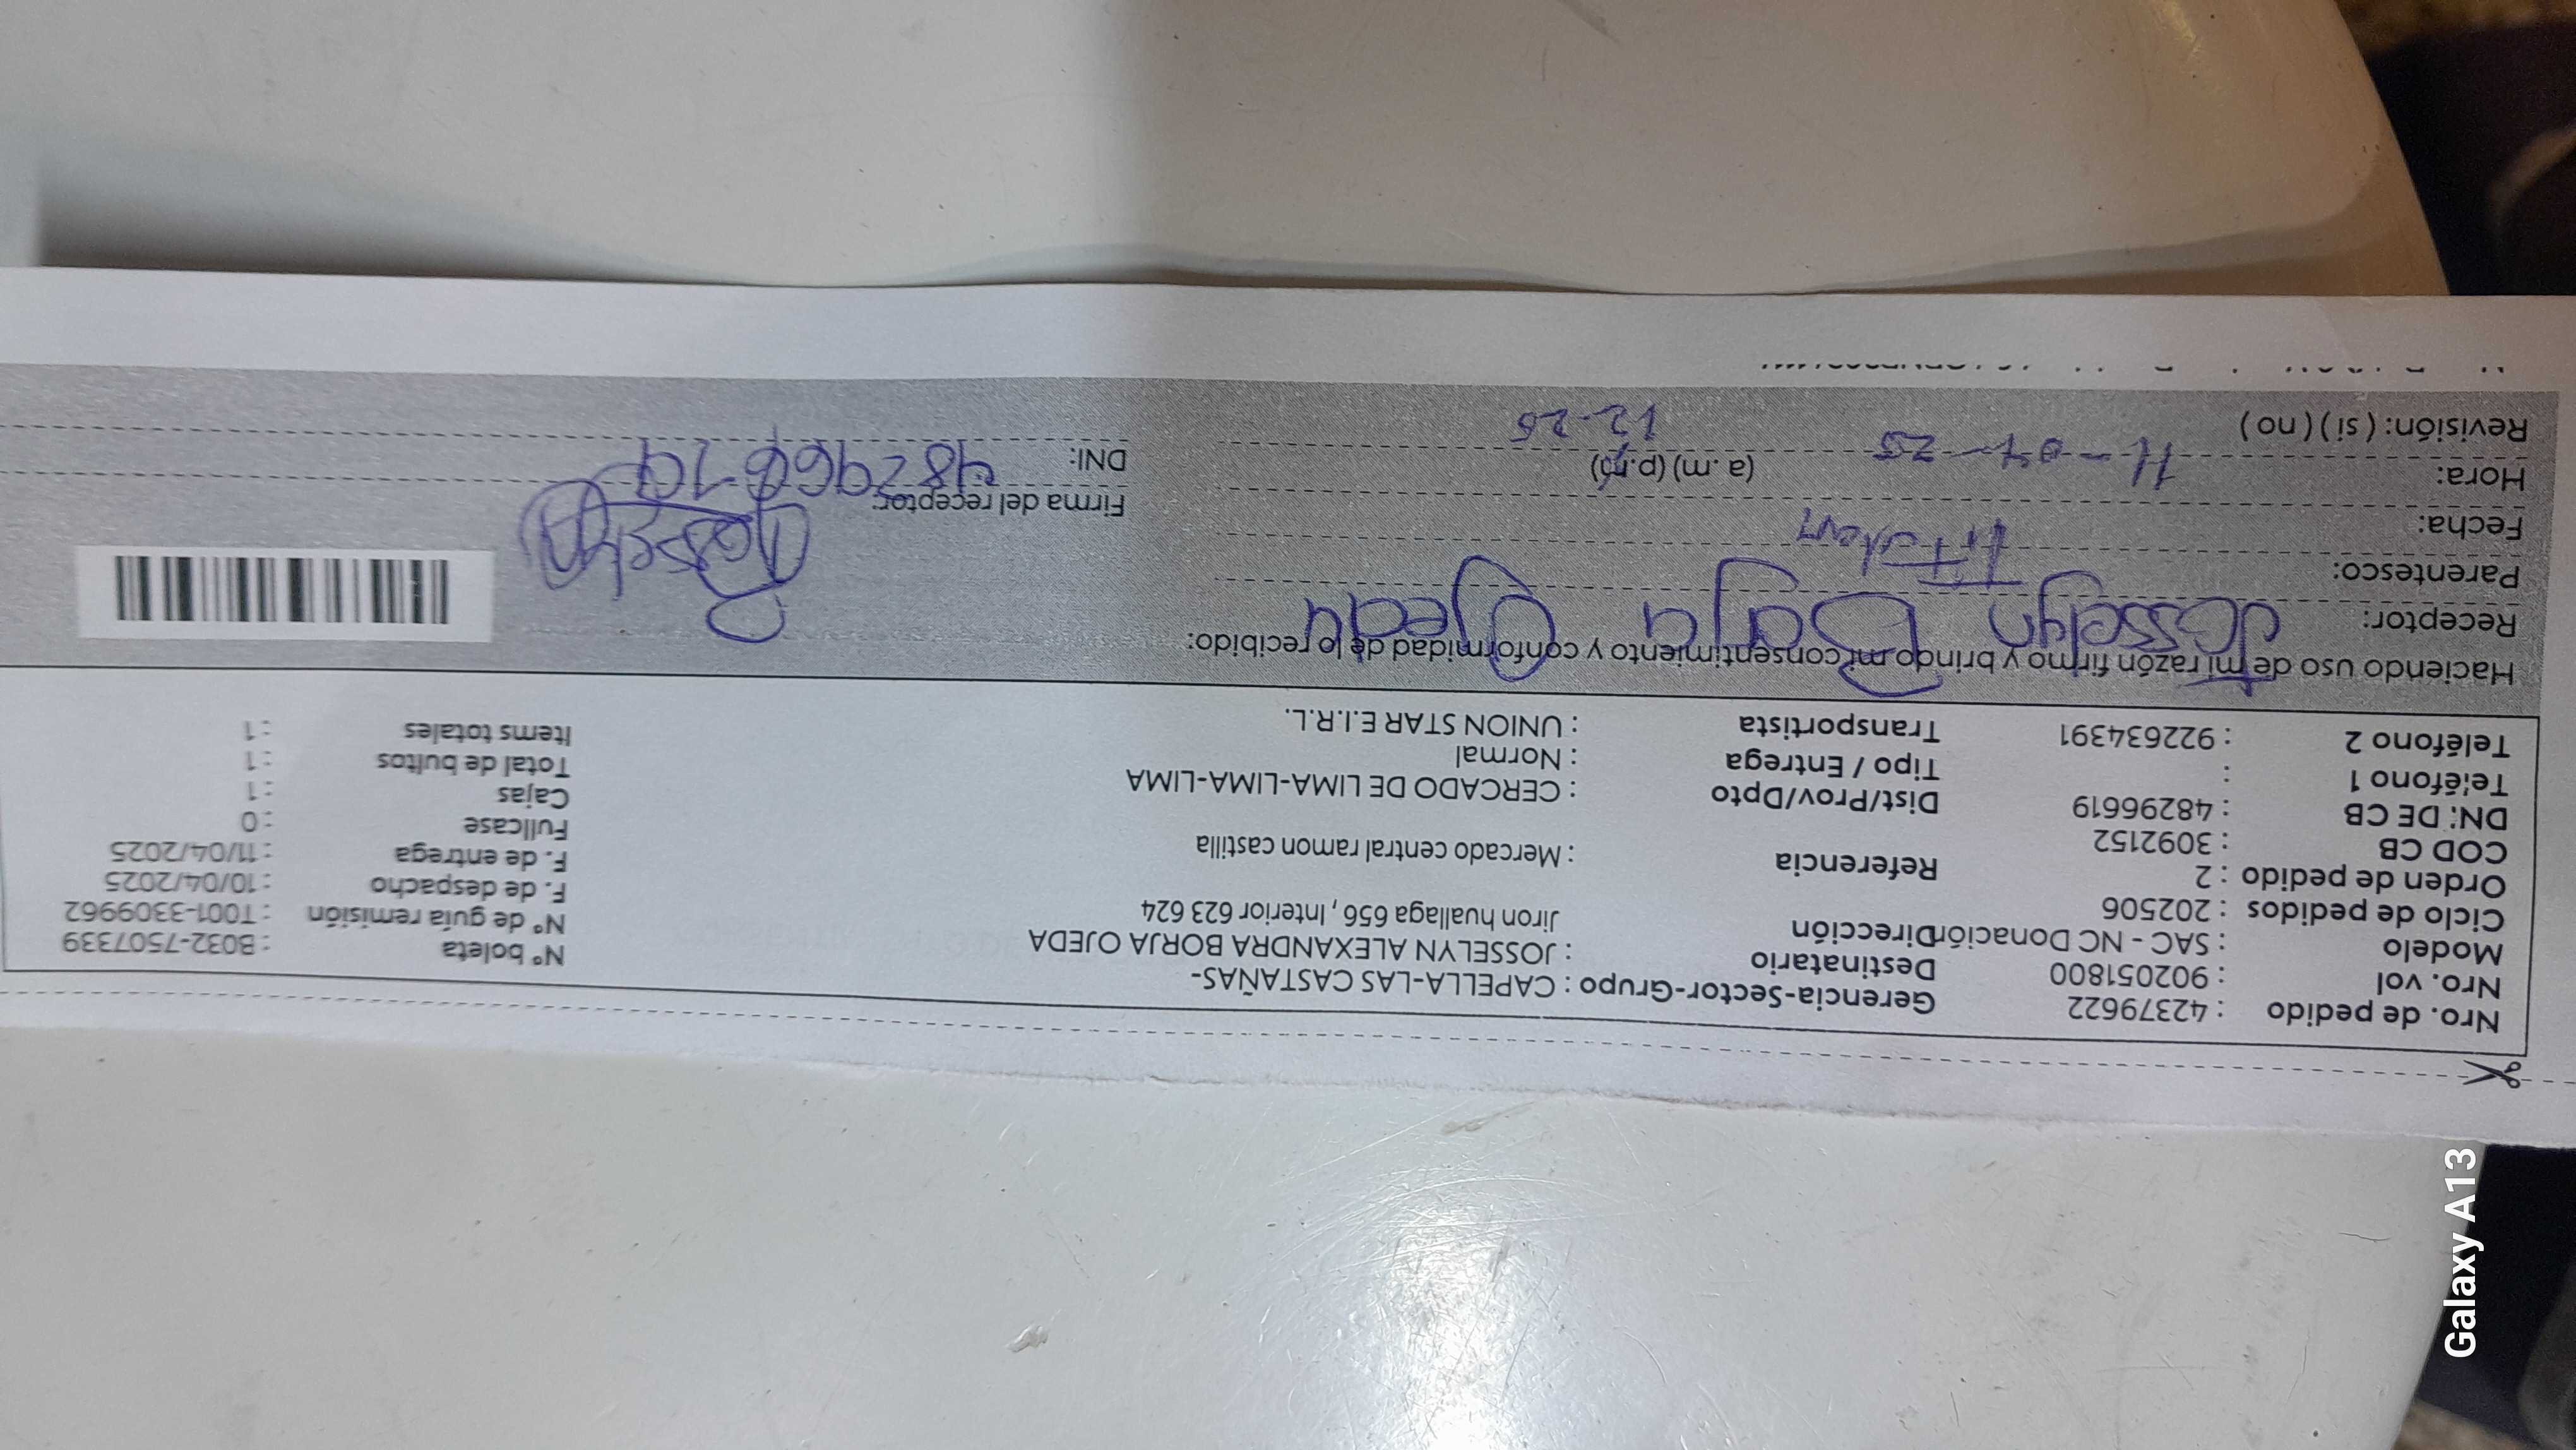 Nro. de pedido : 42379622 Gerencia-Sector-Grupo : CAPELLA-LAS CASTAÑAS- Nº boleta : B032-7507339
Nro. vol : 902051800 Destinatario : JOSSELYN ALEXANDRA BORJA OJEDA Nº de guía remisión : T001-3309962
Modelo : SAC - NC Donación Dirección Jiron huallaga 656 , Interior 623 624 F. de despacho : 10/04/2025
Ciclo de pedidos : 202506 F. de entrega : 11/04/2025
Orden de pedido : 2 Referencia : Mercado central ramon castilla Fullcase : 0
COD CB : 3092152 Cajas : 1
DNI DE CB : 48296619 Dist/Prov/Dpto : CERCADO DE LIMA-LIMA-LIMA Total de bultos : 1
Teléfono 1 : Tipo / Entrega : Normal Items totales : 1
Teléfono 2 : 922634391 Transportista : UNION STAR E.I.R.L.
Haciendo uso de mi razón firmo y brindo mi consentimiento y conformidad de lo recibido:
Receptor: Josselyn Borja Ojeda
Parentesco:
Fecha: Josselyn
Firma del receptor:
Hora: 11-04-25 (a.m) (p.m) DNI:
Revisión: ( si ) ( no )
Galaxy A13